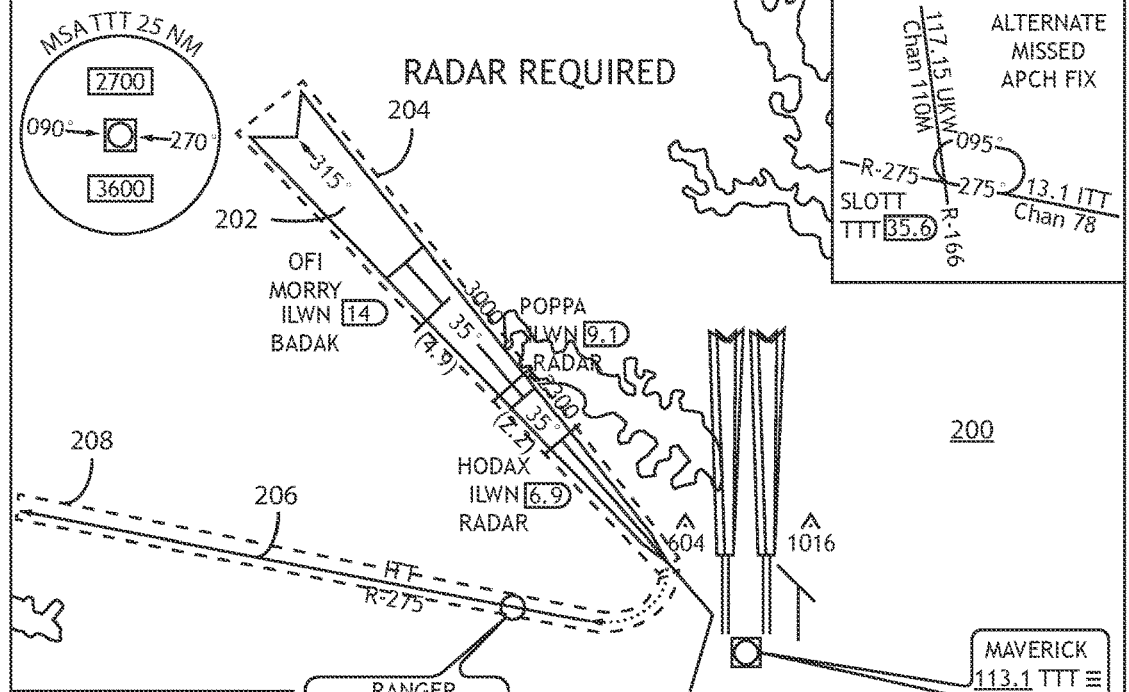 MSA TTT 25 NM
2700
090°
270°
3600
RADAR REQUIRED
204
315°
202
OFI
MORRY
ILWN 14
BADAK
3000
35°
(4.9)
POPPA
ILWN 9.1
RADAR
2300
35°
(2.2)
HODAX
ILWN 6.9
RADAR
208
206
ITT
R-275
RANGER
604
1016
200
MAVERICK
113.1 TTT
ALTERNATE
MISSED
APCH FIX
117.15 UKW
Chan 110M
095°
R-275
275°
13.1 ITT
Chan 78
SLOTT
TTT 35.6
R-166